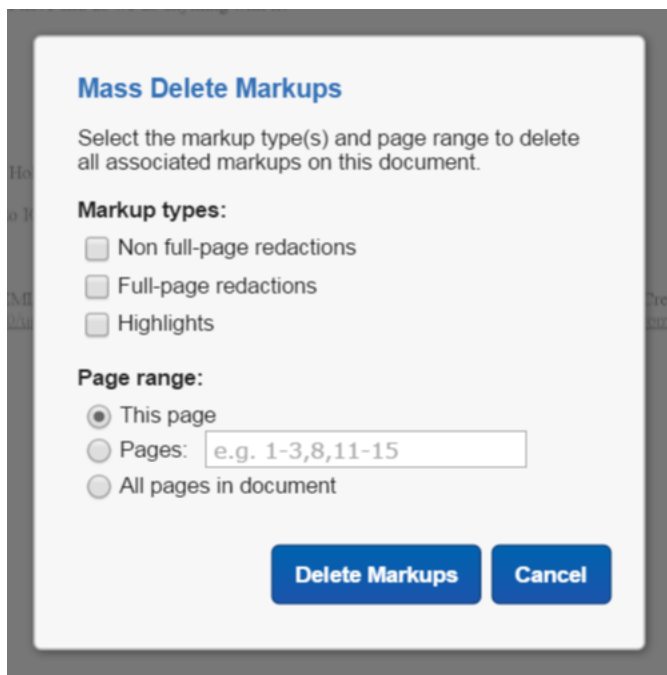 Mass Delete Markups
Select the markup type(s) and page range to delete
all associated markups on this document.
Markup types:
Non full-page redactions
Full-page redactions
Highlights
Page range:
This page
Pages: e.g. 1-3,8,11-15
All pages in document
Delete Markups Cancel